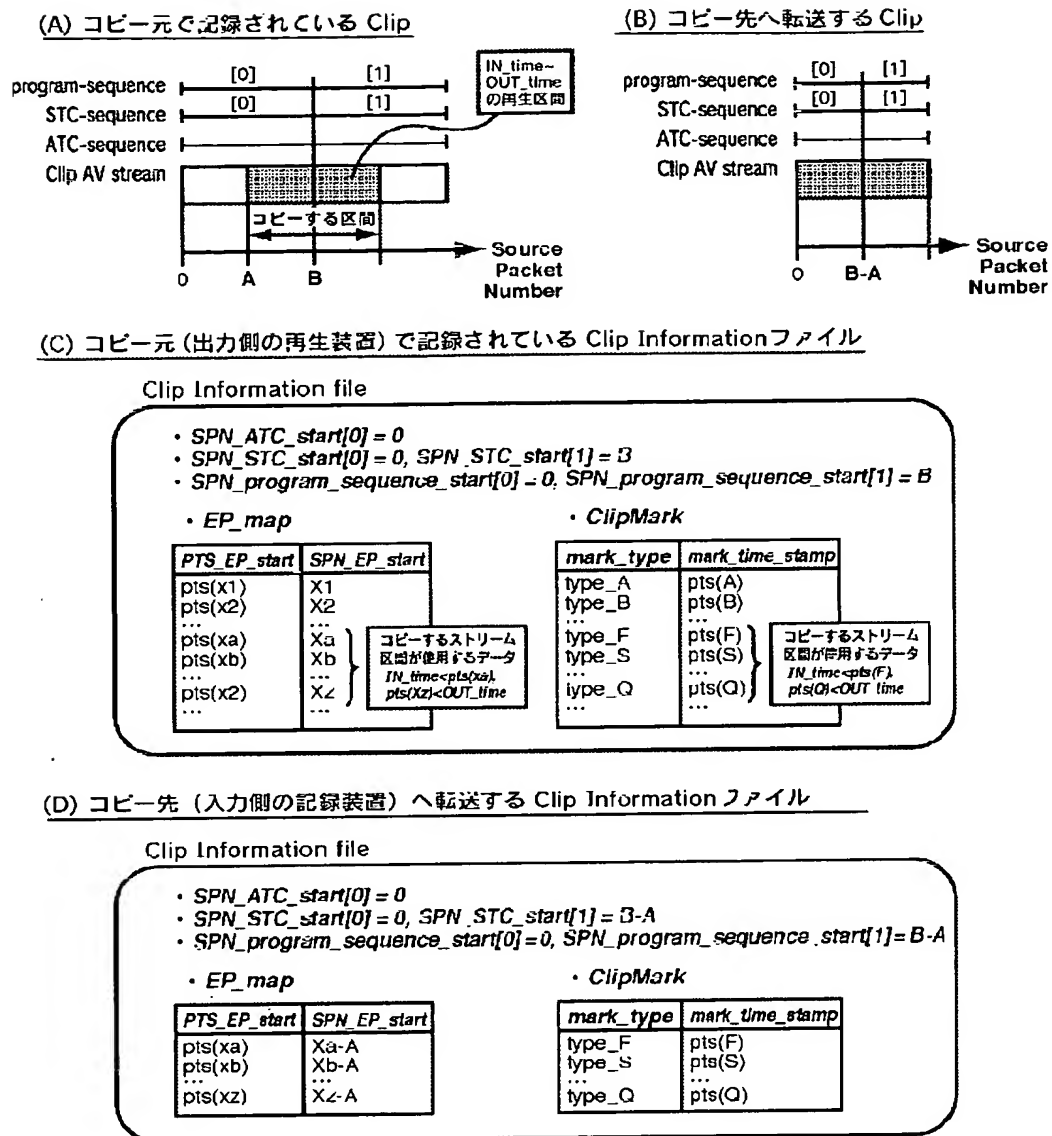 (A) コピー元で記録されている Clip
program-sequence [0] [1]
STC-sequence [0] [1]
ATC-sequence
Clip AV stream
IN_time~
OUT_time
の再生区間
コピーする区間
0 A B
Source
Packet
Number
(B) コピー先へ転送する Clip
program-sequence [0] [1]
STC-sequence [0] [1]
ATC-sequence
Clip AV stream
0 B-A
Source
Packet
Number
(C) コピー元 (出力側の再生装置) で記録されている Clip Informationファイル
Clip Information file
・ SPN_ATC_start[0] = 0
・ SPN_STC_start[0] = 0, SPN_STC_start[1] = B
・ SPN_program_sequence_start[0] = 0, SPN_program_sequence_start[1] = B
・ EP_map
PTS_EP_start SPN_EP_start
pts(x1) X1
pts(x2) X2
... ...
pts(xa) Xa
pts(xb) Xb
... ...
pts(x2) Xz
... ...
コピーするストリーム
区間が使用するデータ
IN_time<pts(xa),
pts(Xz)<OUT_time
・ ClipMark
mark_type mark_time_stamp
type_A pts(A)
type_B pts(B)
... ...
type_F pts(F)
type_S pts(S)
... ...
type_Q pts(Q)
... ...
コピーするストリーム
区間が使用するデータ
IN_time<pts(F),
pts(Q)<OUT time
(D) コピー先 (入力側の記録装置) へ転送する Clip Information ファイル
Clip Information file
・ SPN_ATC_start[0] = 0
・ SPN_STC_start[0] = 0, SPN_STC_start[1] = B-A
・ SPN_program_sequence_start[0]=0, SPN_program_sequence_start[1]= B-A
・ EP_map
PTS_EP_start SPN_EP_start
pts(xa) Xa-A
pts(xb) Xb-A
... ...
pts(xz) Xz-A
・ ClipMark
mark_type mark_time_stamp
type_F pts(F)
type_S pts(S)
... ...
type_Q pts(Q)